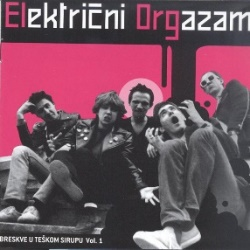 Električni Orgazam
BRESKVE U TEŠKOM SIRUPU Vol. 1